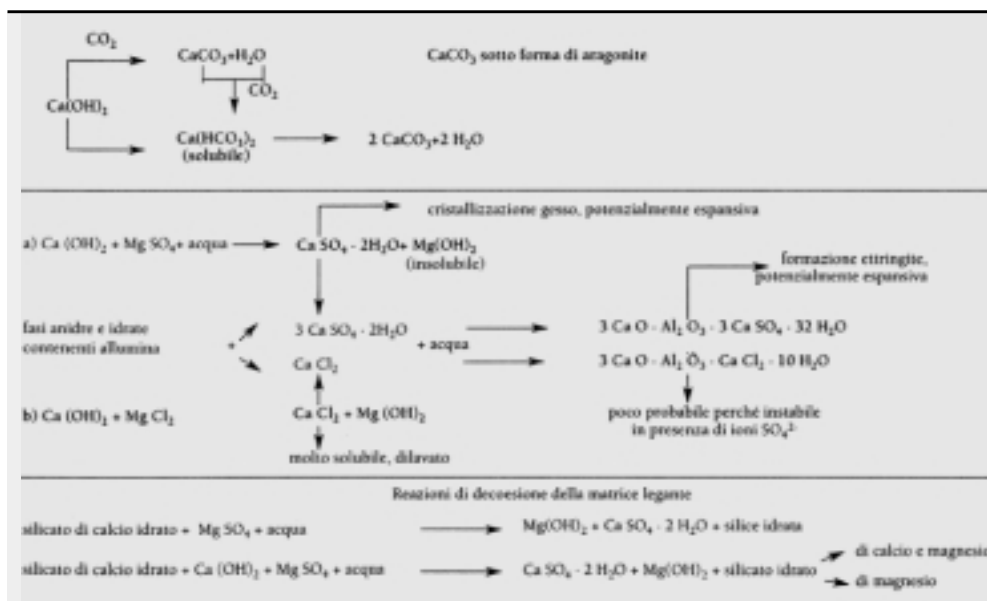 CO₂
CaCO₃+H₂O
CaCO₃ sotto forma di aragonite
CO₂
Ca(OH)₂
Ca(HCO₃)₂
(solubile)
2 CaCO₃+2 H₂O
cristallizzazione gesso, potenzialmente espansiva
a) Ca (OH)₂ + Mg SO₄+ acqua
Ca SO₄ · 2H₂O+ Mg(OH)₂
(insolubile)
formazione ettringite,
potenzialmente espansiva
fasi anidre e idrate
contenenti allumina
+
3 Ca SO₄ · 2H₂O
+ acqua
Ca Cl₂
3 Ca O · Al₂ O₃ · 3 Ca SO₄ · 32 H₂O
3 Ca O · Al₂ O₃ · Ca Cl₂ · 10 H₂O
b) Ca (OH)₂ + Mg Cl₂
Ca Cl₂ + Mg (OH)₂
molto solubile, dilavato
poco probabile perché instabile
in presenza di ioni SO₄²⁻
Reazioni di decoesione della matrice legante
silicato di calcio idrato + Mg SO₄ + acqua
Mg(OH)₂ + Ca SO₄ · 2 H₂O + silice idrata
silicato di calcio idrato + Ca (OH)₂ + Mg SO₄ + acqua
Ca SO₄ · 2 H₂O + Mg(OH)₂ + silicato idrato
di calcio e magnesio
di magnesio